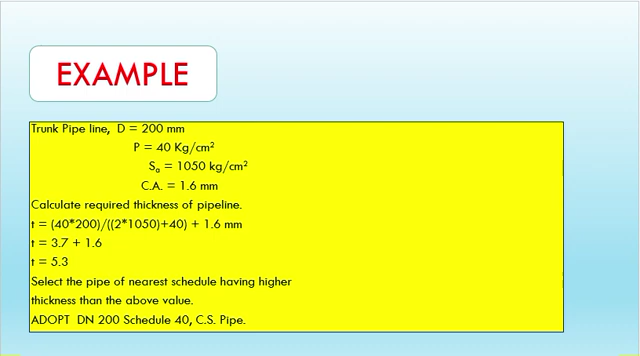 EXAMPLE
Trunk Pipe line, D = 200 mm
P = 40 Kg/cm²
Sₐ = 1050 kg/cm²
C.A. = 1.6 mm
Calculate required thickness of pipeline.
t = (40*200)/((2*1050)+40) + 1.6 mm
t = 3.7 + 1.6
t = 5.3
Select the pipe of nearest schedule having higher
thickness than the above value.
ADOPT DN 200 Schedule 40, C.S. Pipe.